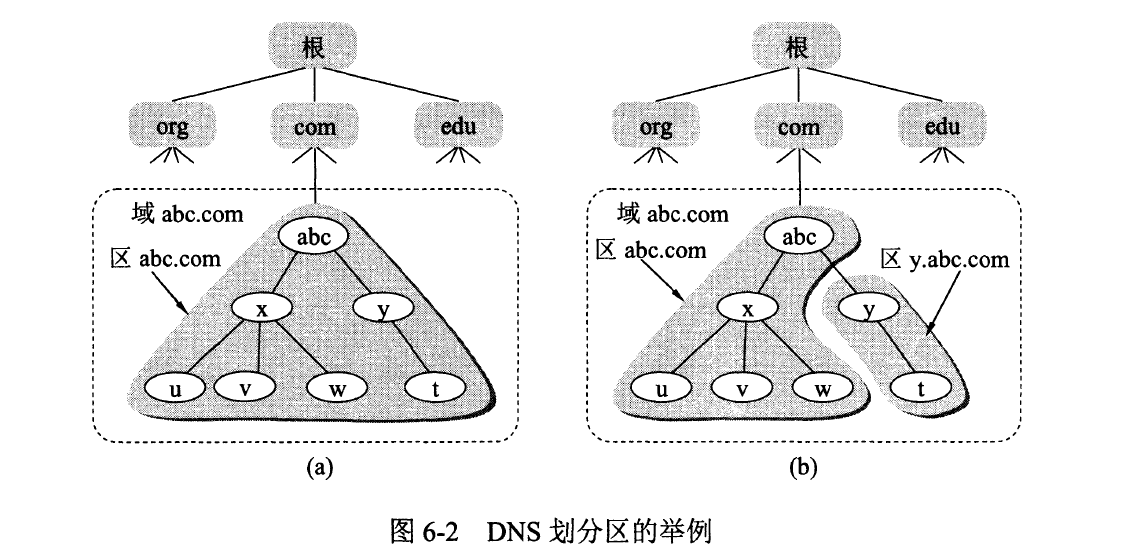 根 根
org com edu org com edu
域 abc.com 域 abc.com
区 abc.com abc 区 abc.com abc 区 y.abc.com
x y x y
u v w t u v w t
(a) (b)
图 6-2 DNS 划分区的举例